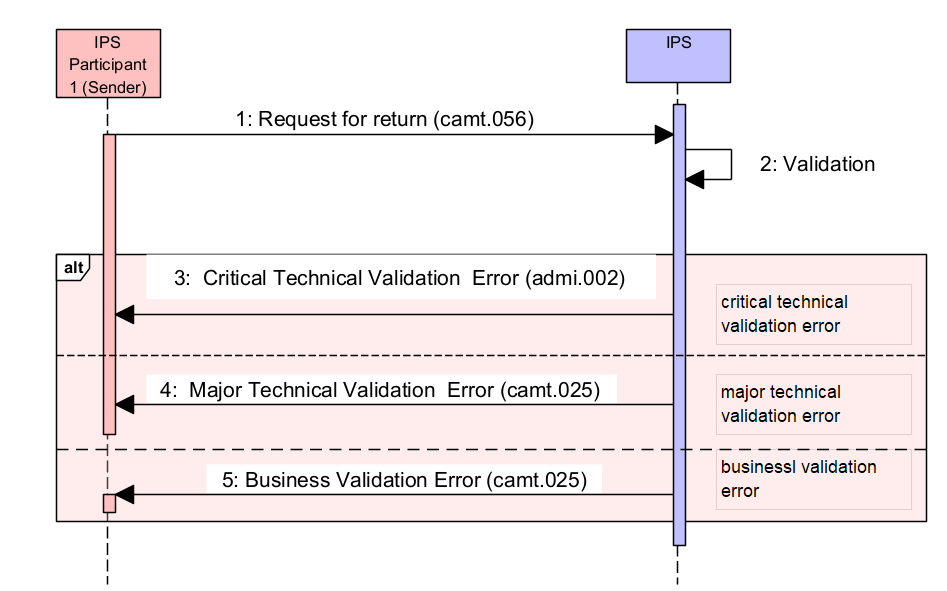 IPS
Participant
1 (Sender)
IPS
1: Request for return (camt.056)
2: Validation
alt
3:  Critical Technical Validation  Error (admi.002)
critical technical
validation error
4:  Major Technical Validation  Error (camt.025)
major technical
validation error
businessl validation
error
5: Business Validation Error (camt.025)